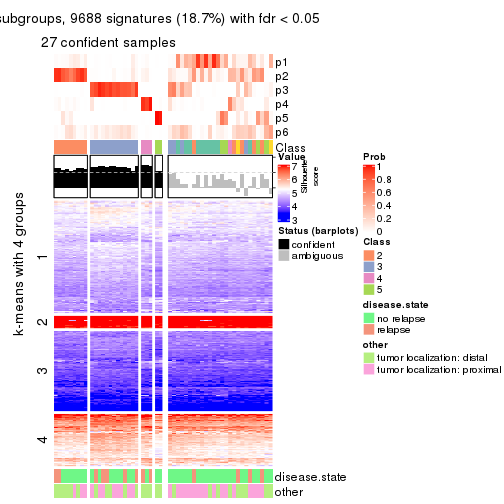 subgroups, 9688 signatures (18.7%) with fdr < 0.05
27 confident samples
p1
p2
p3
p4
p5
p6
Class
Silhouette
score
k-means with 4 groups
1
2
3
4
disease.state
other
Value
7
6
5
4
3
Status (barplots)
confident
ambiguous
Prob
1
0.8
0.6
0.4
0.2
0
Class
2
3
4
5
disease.state
no relapse
relapse
other
tumor localization: distal
tumor localization: proximal